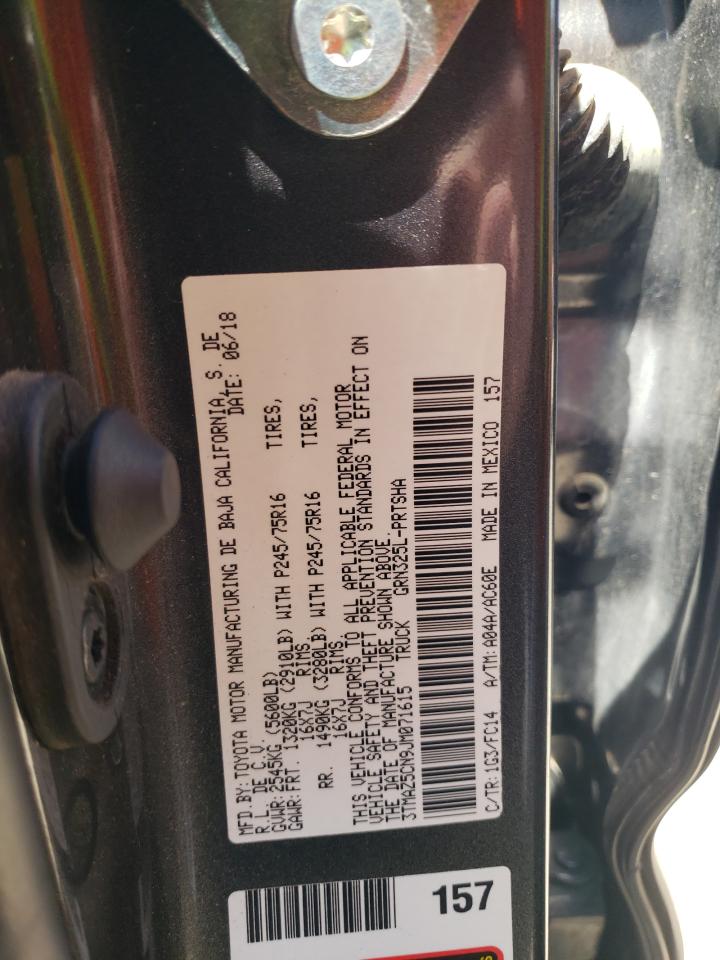 MFD.BY:TOYOTA MOTOR MANUFACTURING DE BAJA CALIFORNIA, S. DE
R.L. DE C.V. DATE: 06/18
GVWR:2545KG (5600LB)
GAWR:FRT. 1320KG (2910LB) WITH P245/75R16 TIRES,
16X7J RIMS
RR. 1490KG (3280LB) WITH P245/75R16 TIRES,
16X7J RIMS
THIS VEHICLE CONFORMS TO ALL APPLICABLE FEDERAL MOTOR
VEHICLE SAFETY AND THEFT PREVENTION STANDARDS IN EFFECT ON
THE DATE OF MANUFACTURE SHOWN ABOVE.
3TMAZ5CN9JM071615 TRUCK GRN325L-PRTSHA
C/TR:1G3/FC14 A/TM:A04A/AC60E MADE IN MEXICO 157
157